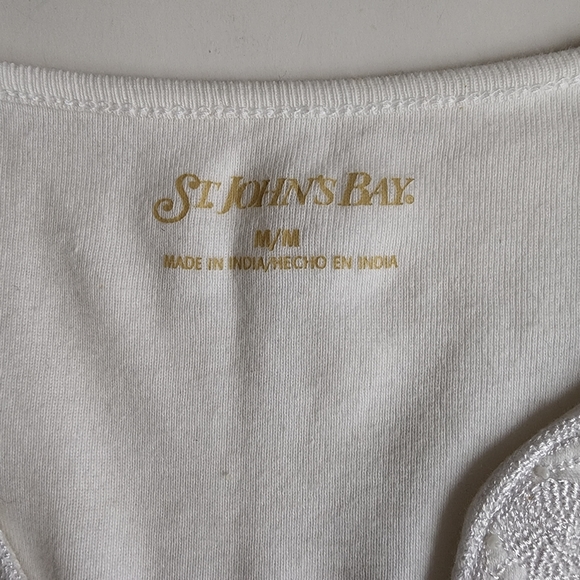 ST. JOHN'S BAY.
M/M
MADE IN INDIA/HECHO EN INDIA